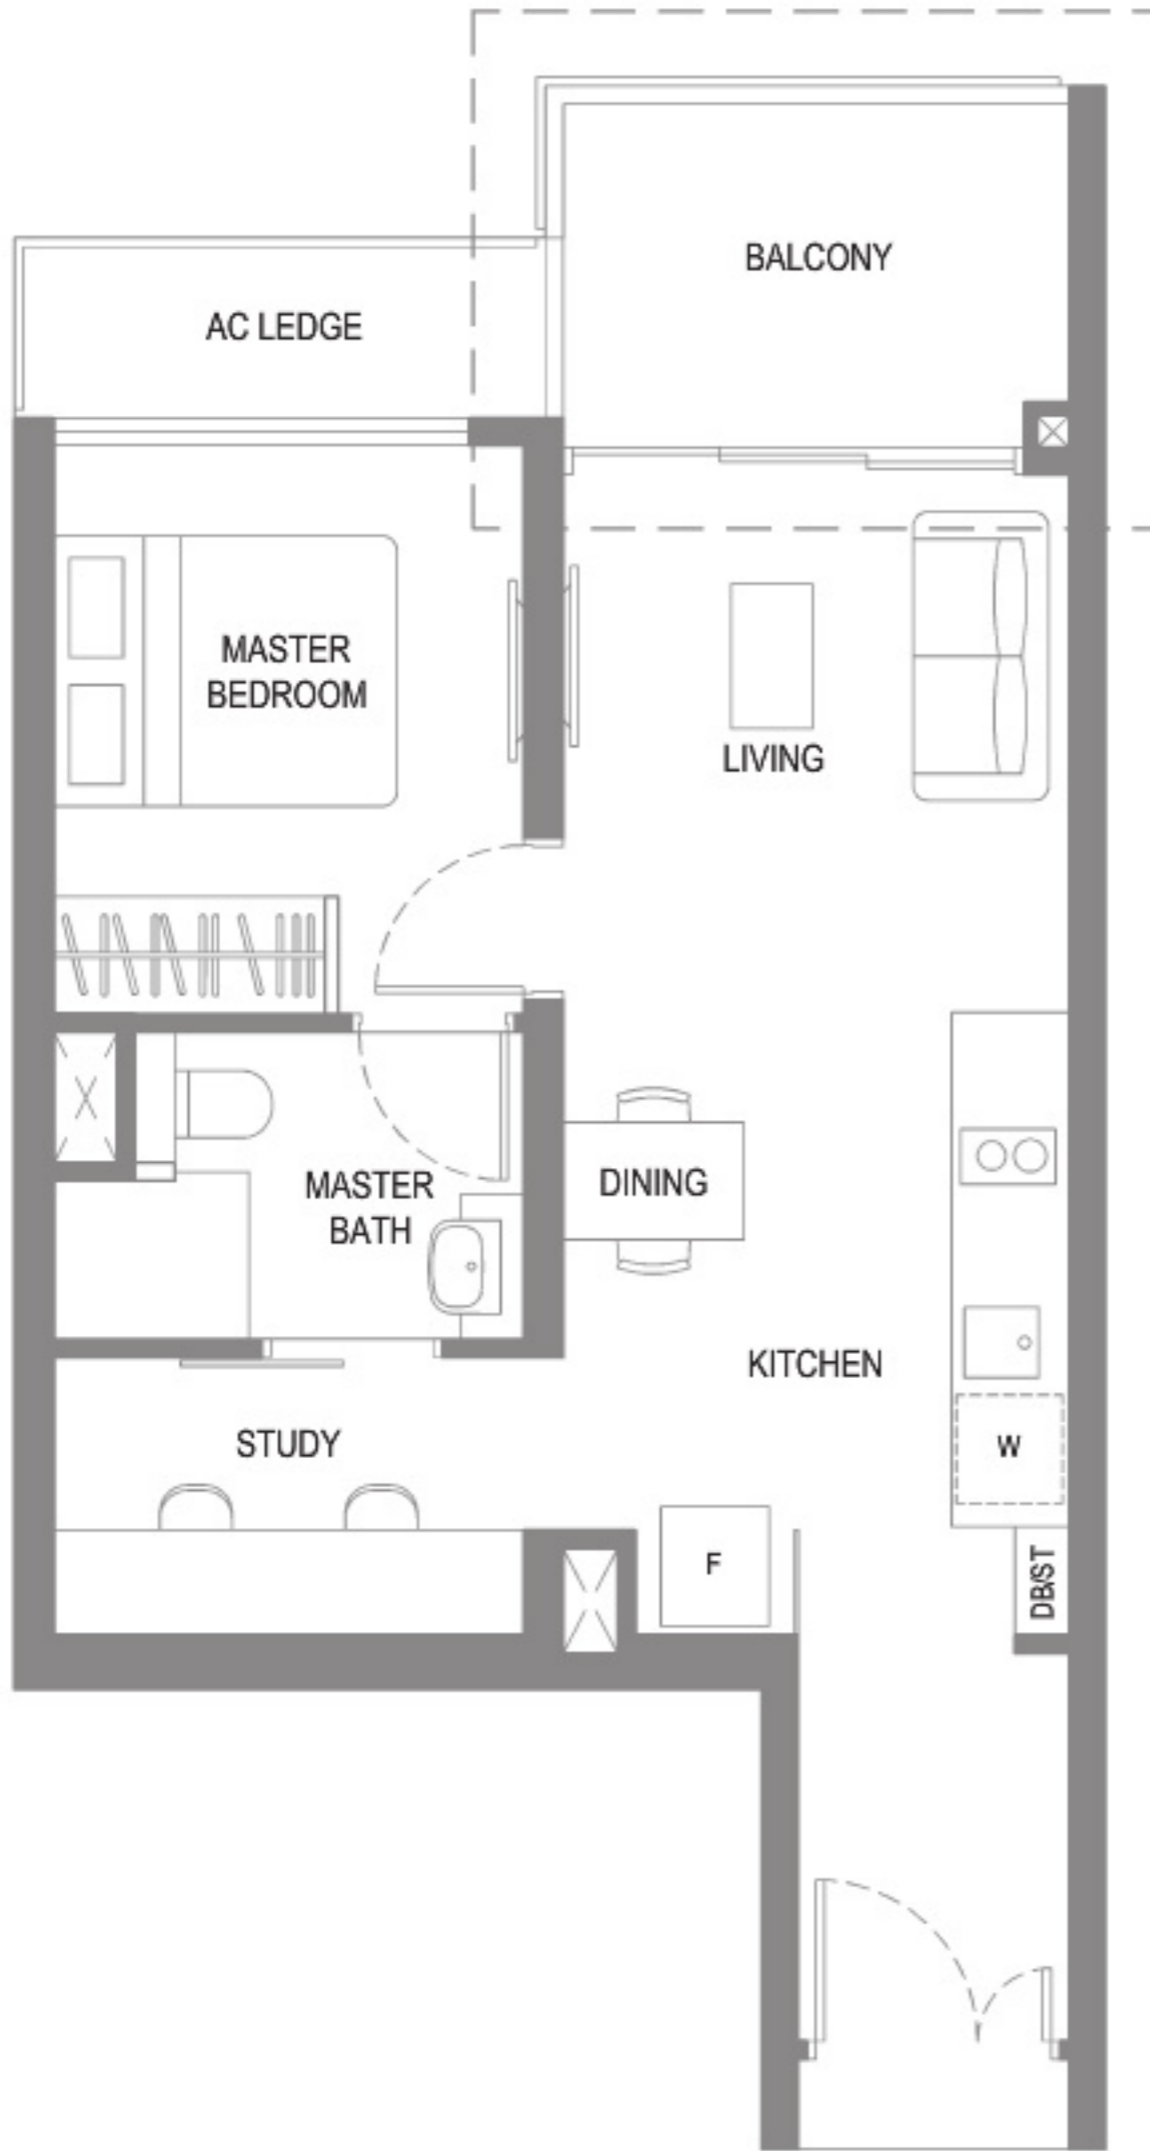 BALCONY
AC LEDGE
MASTER
BEDROOM
LIVING
MASTER
BATH
DINING
KITCHEN
STUDY
W
F
DB/ST